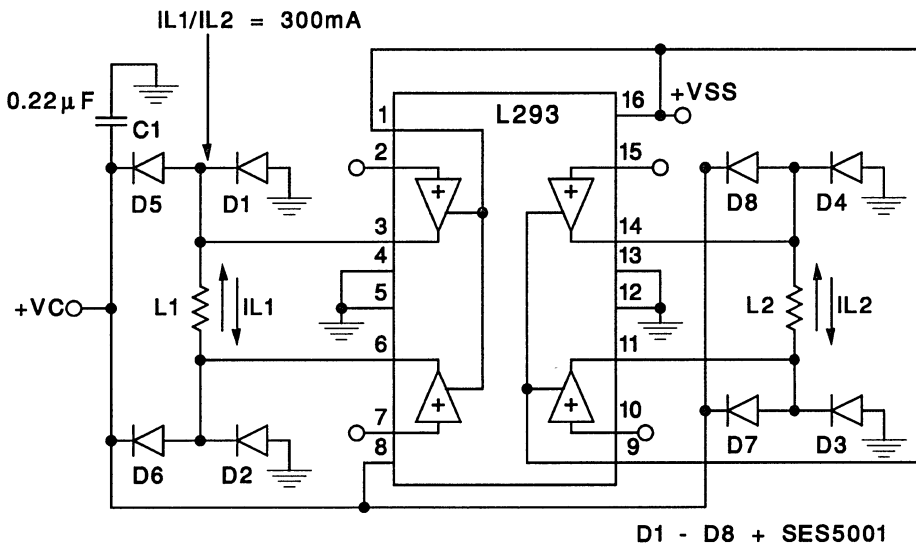 IL1/IL2 = 300mA
0.22µF
C1
L293
1
16
+VSS
2
15
D5
D1
D8
D4
3
14
4
13
+VC
L1
IL1
5
12
L2
IL2
6
11
7
10
8
9
D6
D2
D7
D3
+
+
+
+
D1 - D8 + SES5001